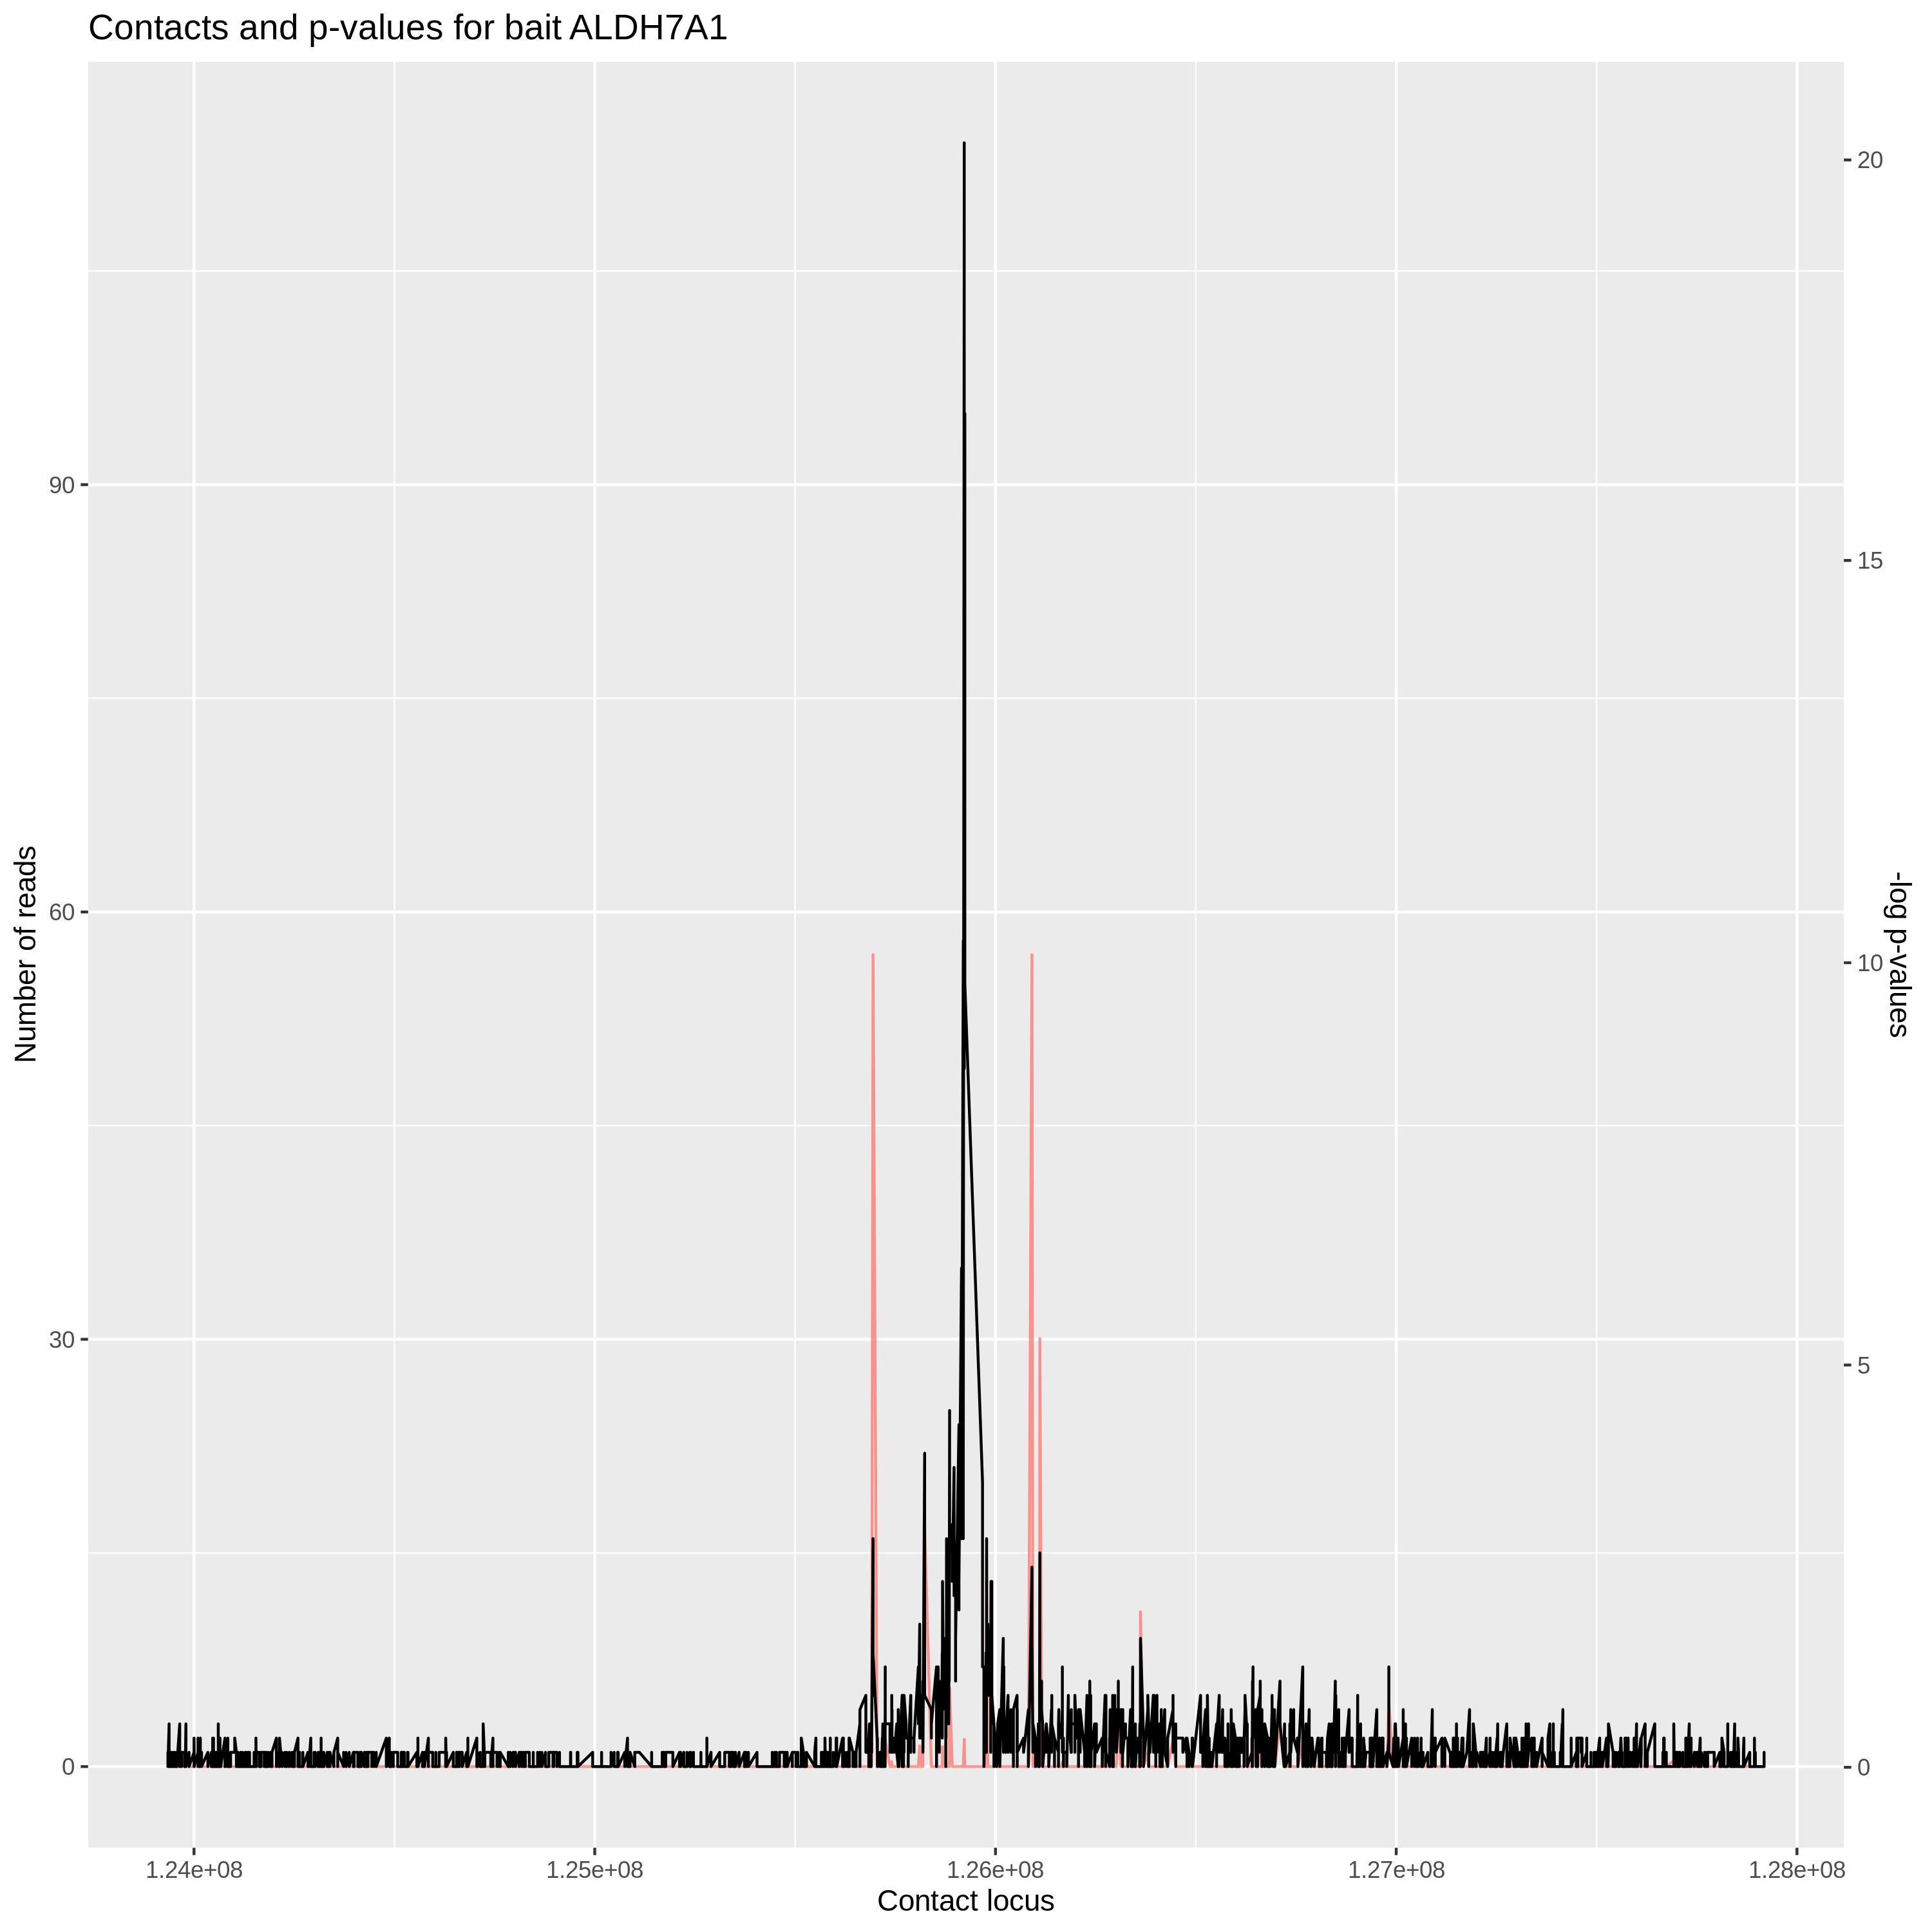 Contacts and p-values for bait ALDH7A1
20
90
15
Number of reads
60
-log p-values
10
30
5
0
0
1.24e+08
1.25e+08
1.26e+08
1.27e+08
1.28e+08
Contact locus